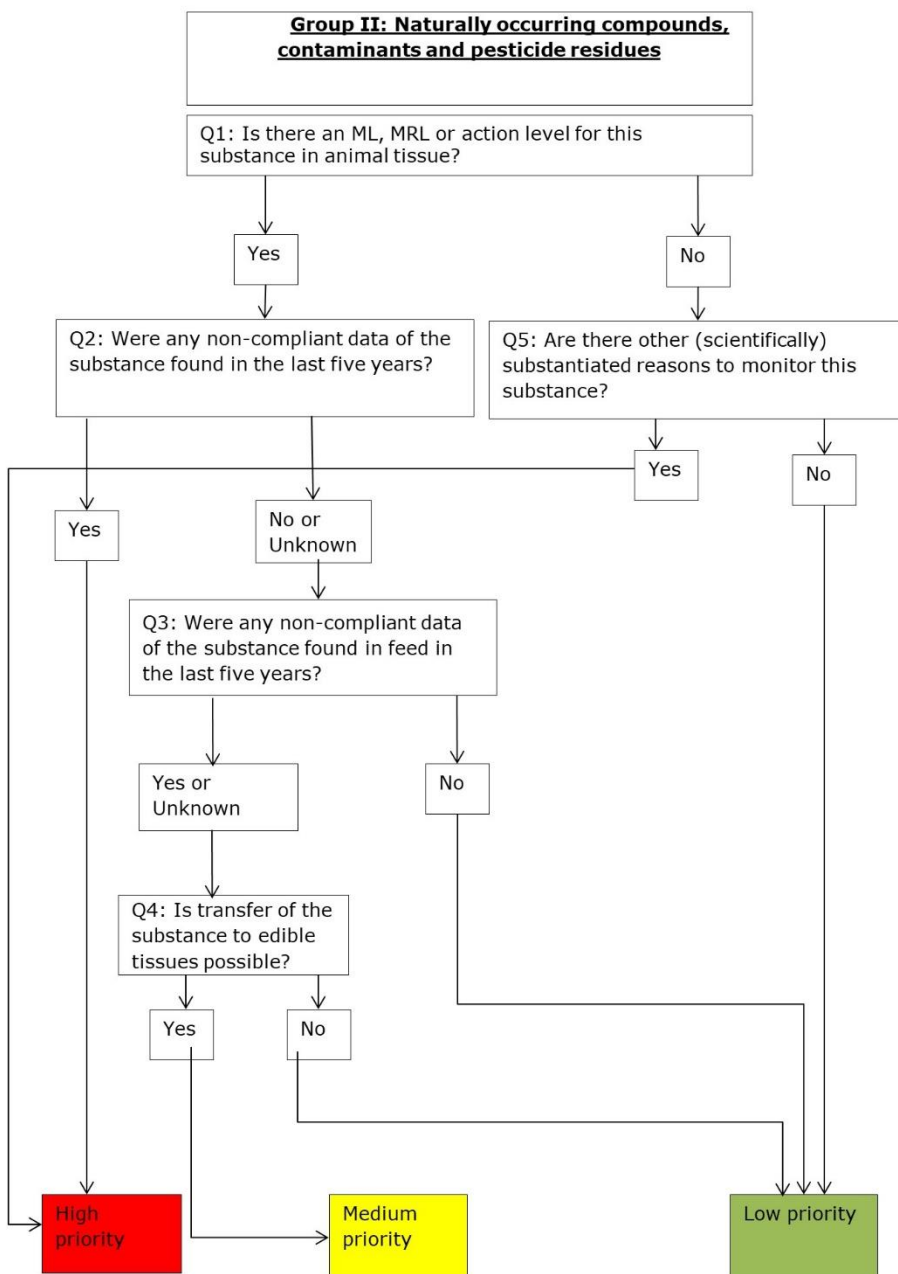 Group II: Naturally occurring compounds,
contaminants and pesticide residues
Q1: Is there an ML, MRL or action level for this
substance in animal tissue?
Yes
No
Q2: Were any non-compliant data of the
substance found in the last five years?
Q5: Are there other (scientifically)
substantiated reasons to monitor this
substance?
Yes
No
Yes
No or
Unknown
Q3: Were any non-compliant data
of the substance found in feed in
the last five years?
Yes or
Unknown
No
Q4: Is transfer of the
substance to edible
tissues possible?
Yes
No
High
priority
Medium
priority
Low priority